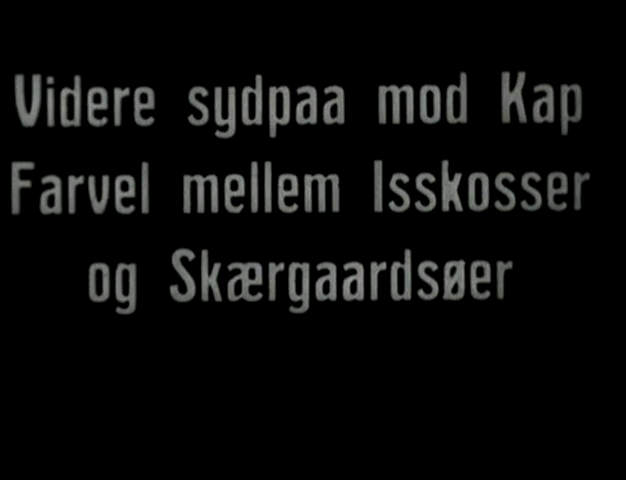 Videre sydpaa mod Kap
Farvel mellem Isskosser
og Skærgaardsøer